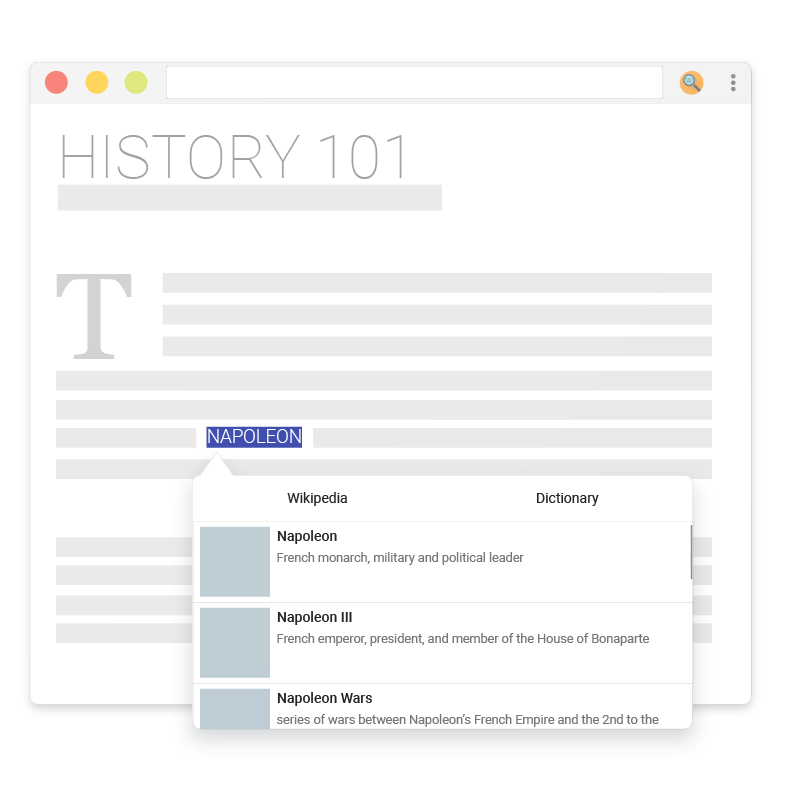 HISTORY 101
T
NAPOLEON
Wikipedia Dictionary
Napoleon
French monarch, military and political leader
Napoleon III
French emperor, president, and member of the House of Bonaparte
Napoleon Wars
series of wars between Napoleon’s French Empire and the 2nd to the